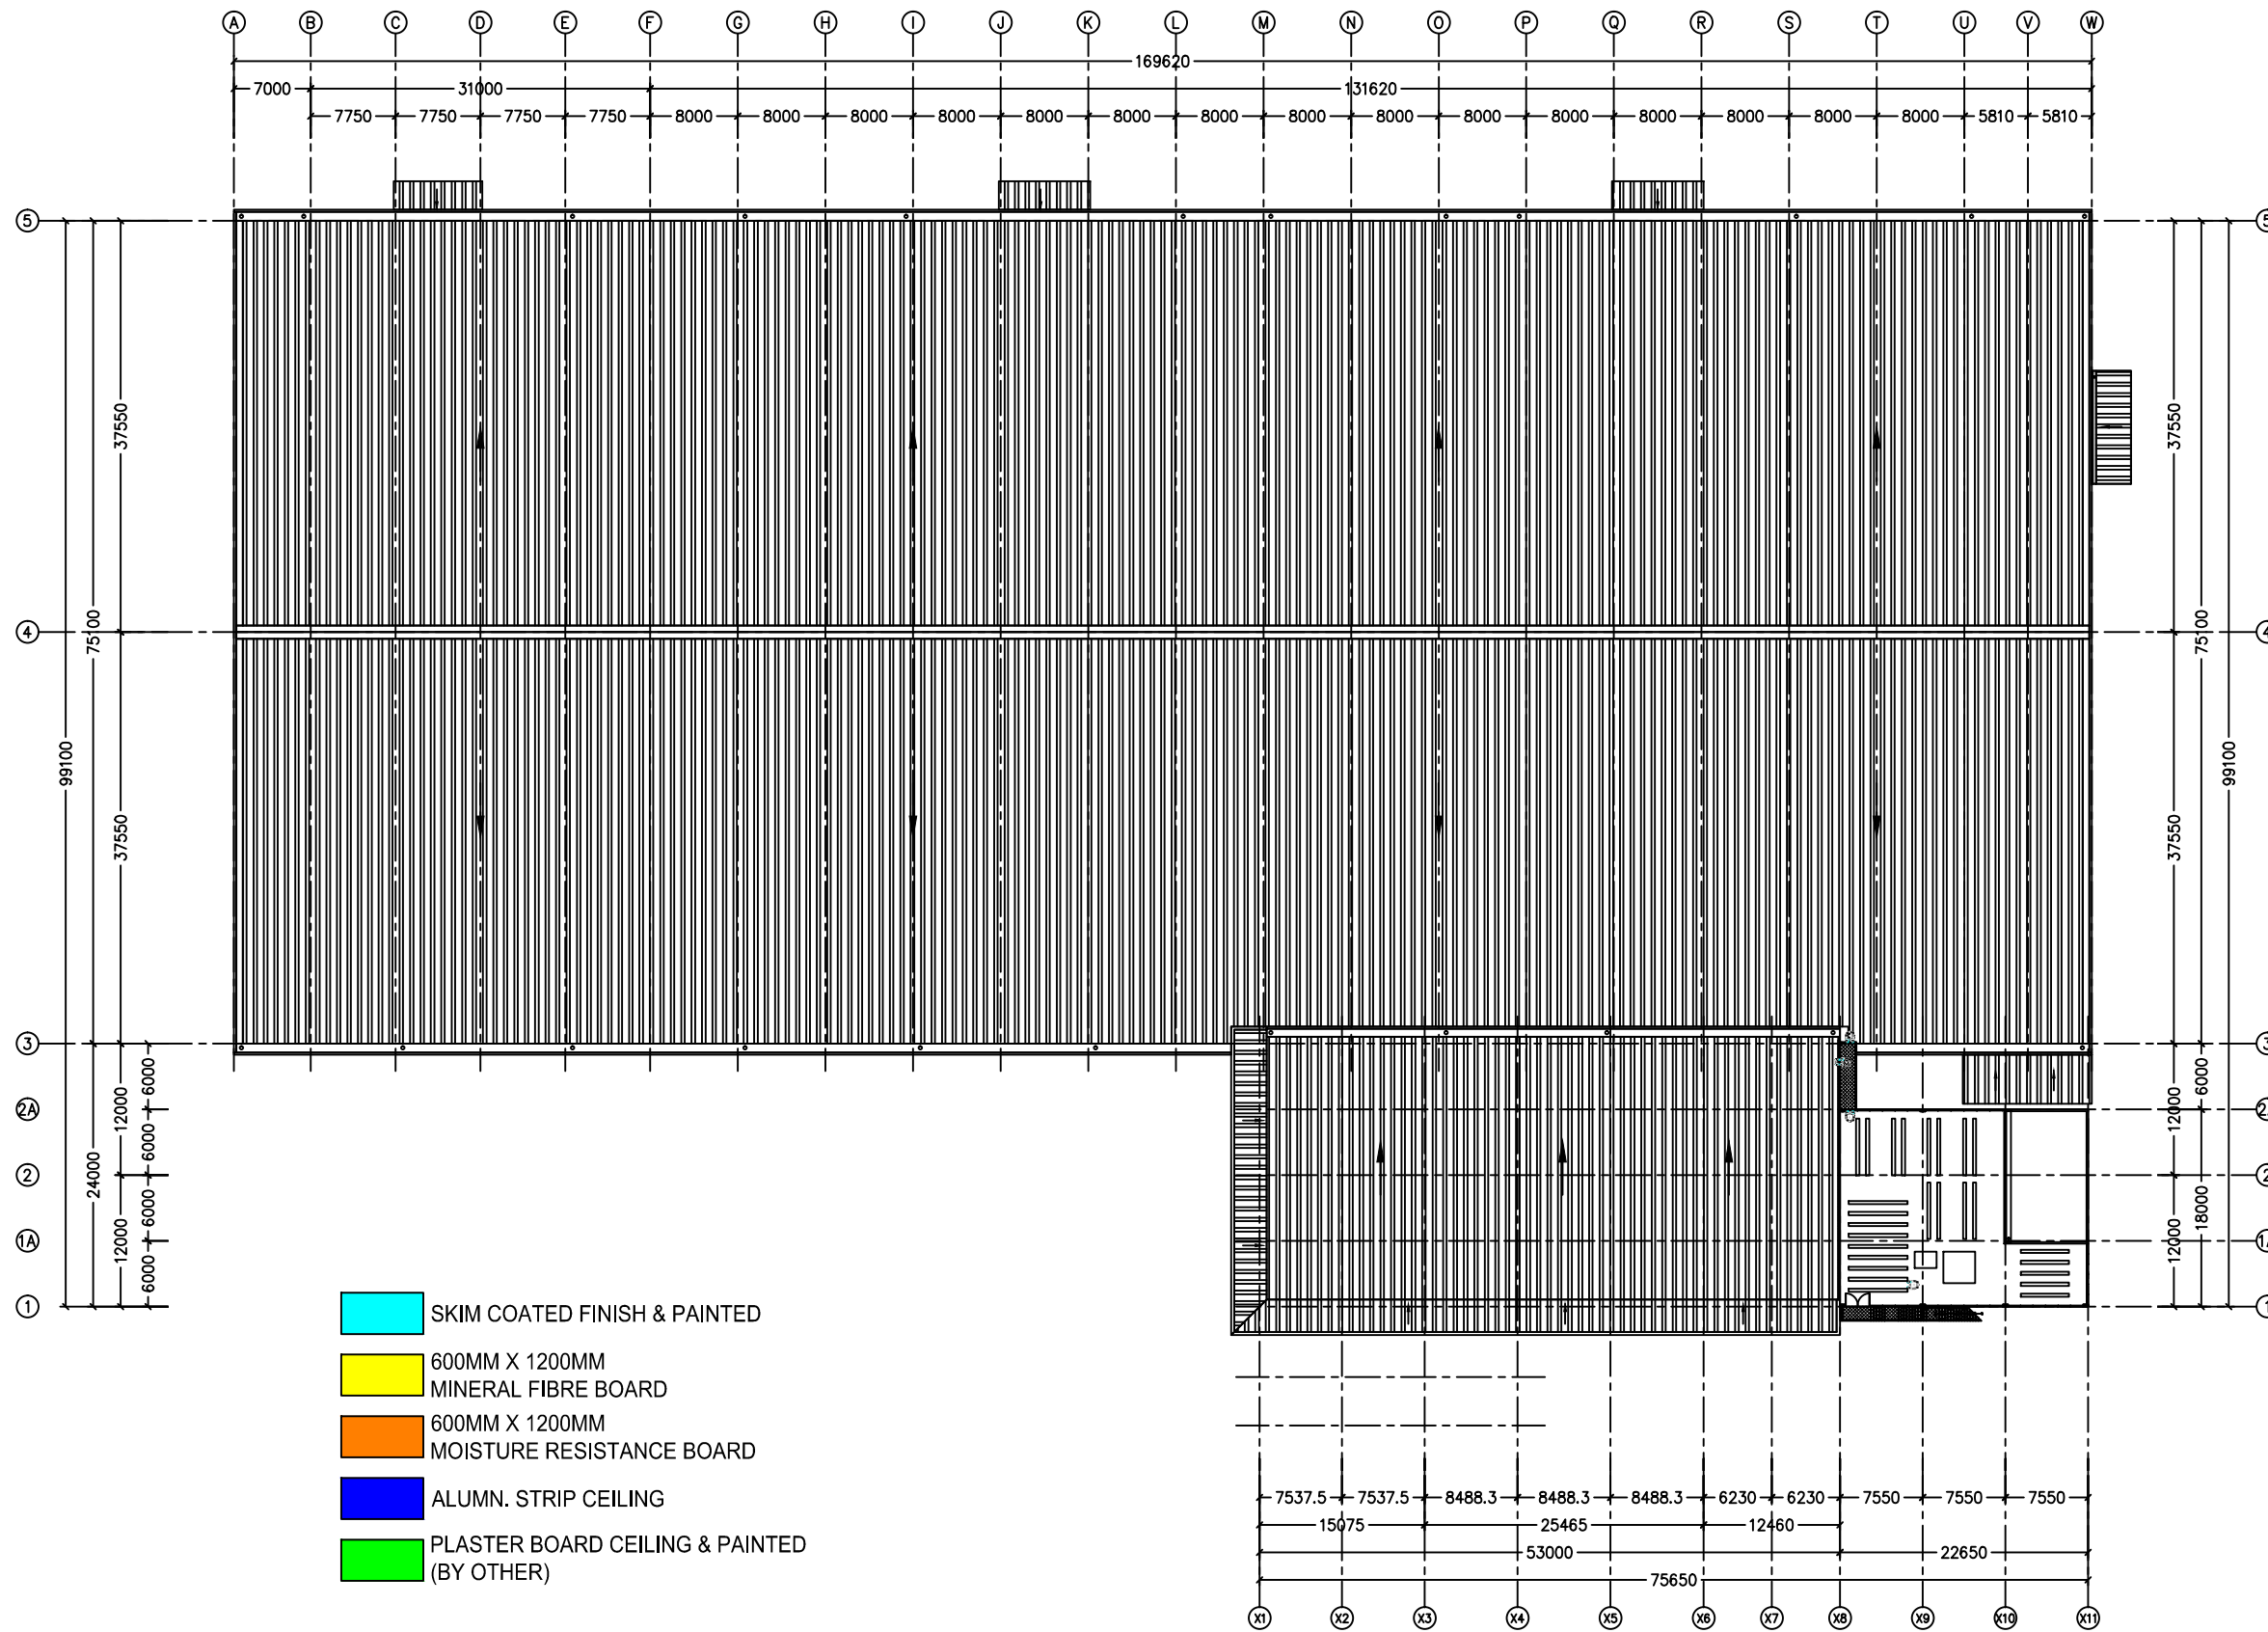 A B C D E F G H I J K L M N O P Q R S T U V W
169620
7000 31000 131620
7750 7750 7750 7750 8000 8000 8000 8000 8000 8000 8000 8000 8000 8000 8000 8000 8000 8000 8000 5810 5810
5 5
37550 37550
4 4
75100 75100
99100 99100
37550 37550
3 3
6000 12000 6000 12000
2A
6000
2 2
24000 6000 18000
1A
12000 6000 12000
1 1
SKIM COATED FINISH & PAINTED
600MM X 1200MM
MINERAL FIBRE BOARD
600MM X 1200MM
MOISTURE RESISTANCE BOARD
ALUMN. STRIP CEILING
PLASTER BOARD CEILING & PAINTED
(BY OTHER)
7537.5 7537.5 8488.3 8488.3 8488.3 6230 6230 7550 7550 7550
15075 25465 12460
53000 22650
75650
X1 X2 X3 X4 X5 X6 X7 X8 X9 X10 X11